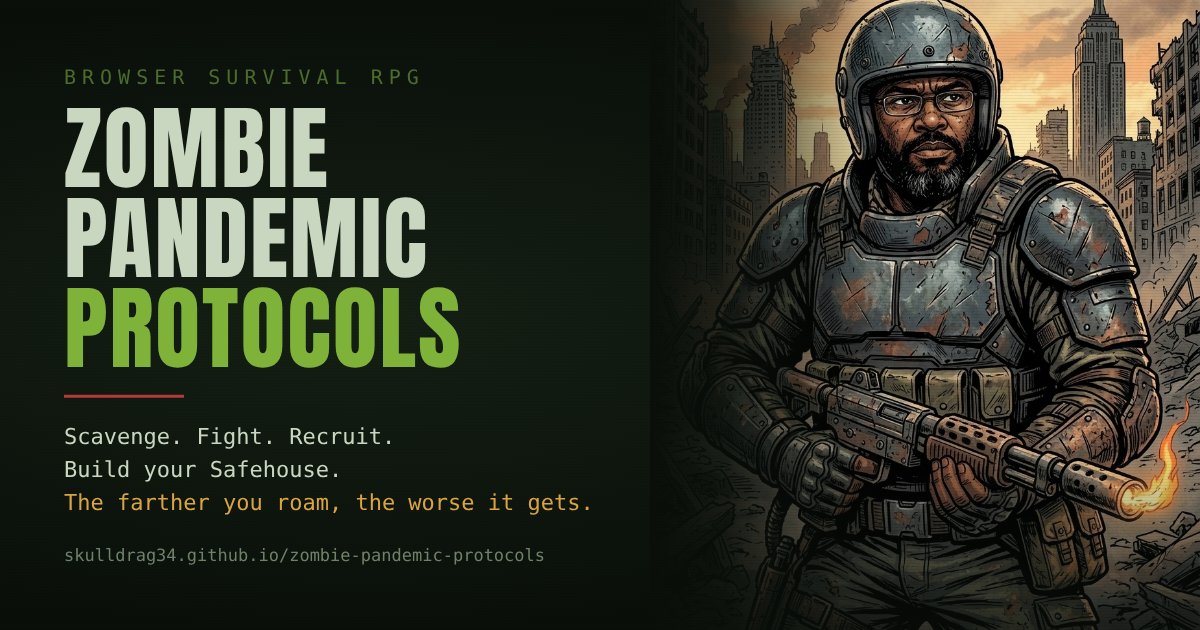 BROWSER SURVIVAL RPG
ZOMBIE
PANDEMIC
PROTOCOLS
Scavenge. Fight. Recruit.
Build your Safehouse.
The farther you roam, the worse it gets.
skulldrag34.github.io/zombie-pandemic-protocols